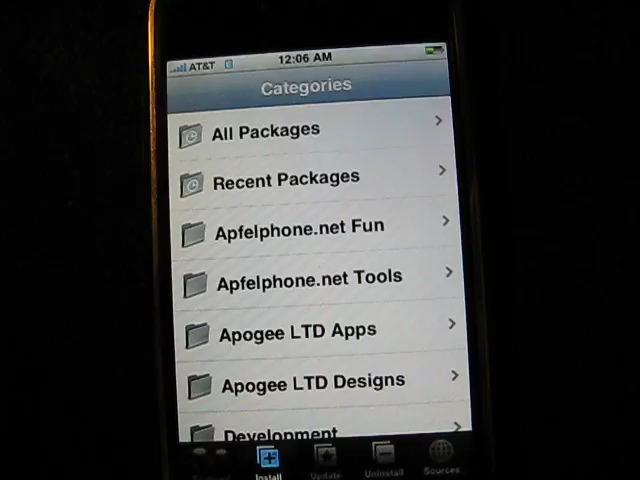 AT&T 12:06 AM
Categories
All Packages
Recent Packages
Apfelphone.net Fun
Apfelphone.net Tools
Apogee LTD Apps
Apogee LTD Designs
Development
Install Update Uninstall Sources